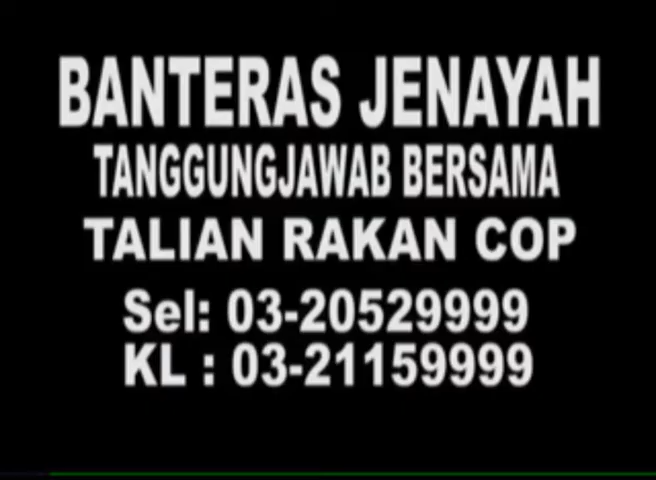 BANTERAS JENAYAH
TANGGUNGJAWAB BERSAMA
TALIAN RAKAN COP
Sel: 03-20529999
KL : 03-21159999